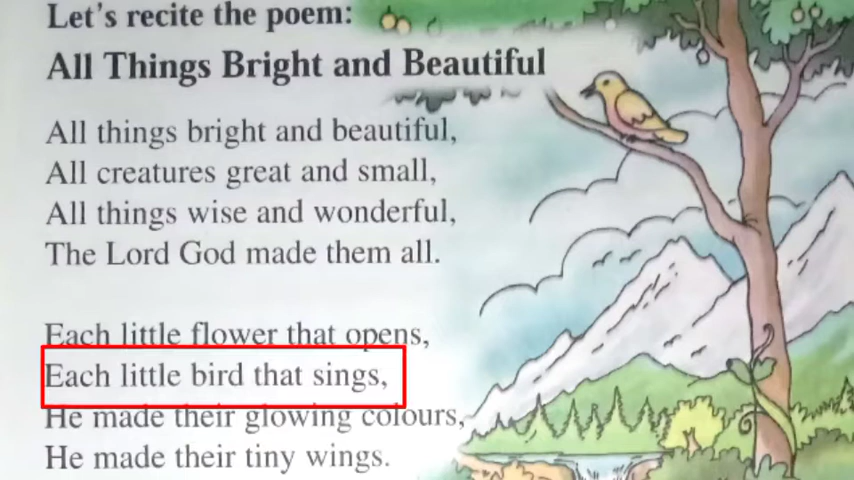 Let's recite the poem:
All Things Bright and Beautiful
All things bright and beautiful,
All creatures great and small,
All things wise and wonderful,
The Lord God made them all.
Each little flower that opens,
Each little bird that sings,
He made their glowing colours,
He made their tiny wings.